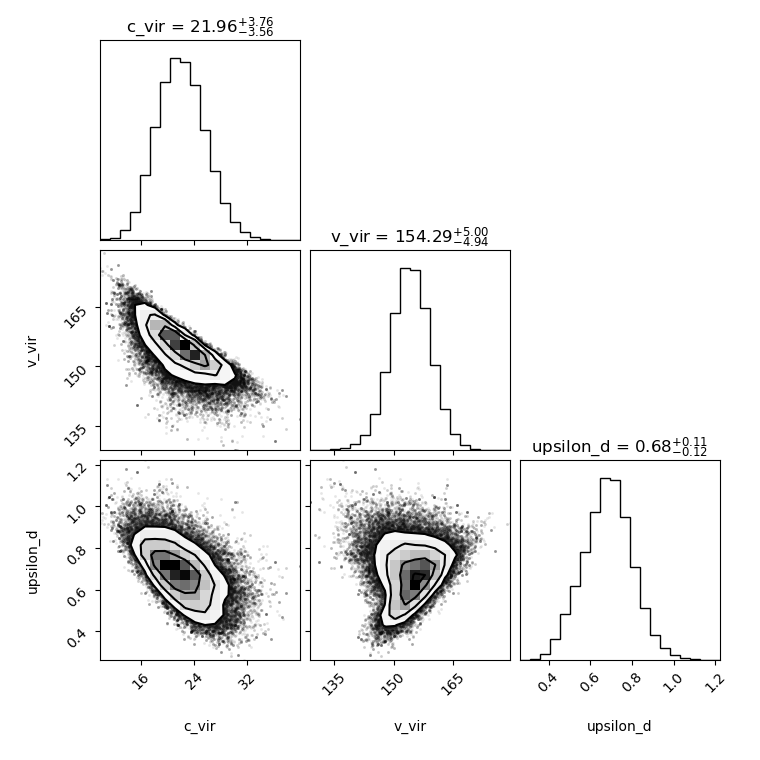 c_vir = 21.96+3.76 −3.56
v_vir = 154.29+5.00 −4.94
165
150
135
v_vir
upsilon_d = 0.68+0.11 −0.12
1.2
1.0
0.8
0.6
0.4
upsilon_d
16 24 32
135 150 165
0.4 0.6 0.8 1.0 1.2
c_vir
v_vir
upsilon_d